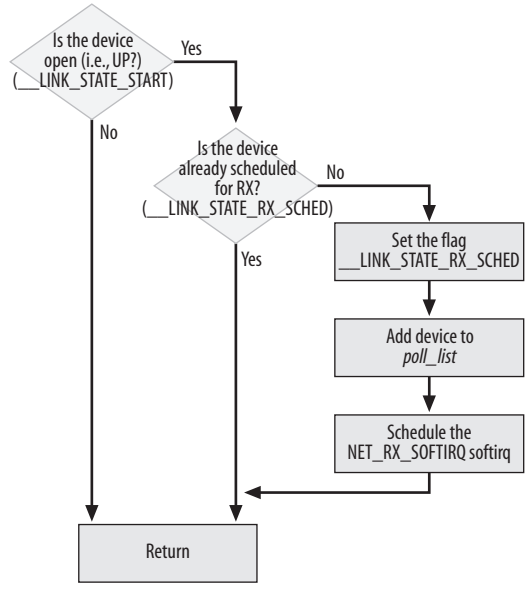 Is the device
open (i.e., UP?)
(__LINK_STATE_START)
Yes
No
Is the device
already scheduled
for RX?
(__LINK_STATE_RX_SCHED)
No
Yes
Set the flag
__LINK_STATE_RX_SCHED
Add device to
poll_list
Schedule the
NET_RX_SOFTIRQ softirq
Return